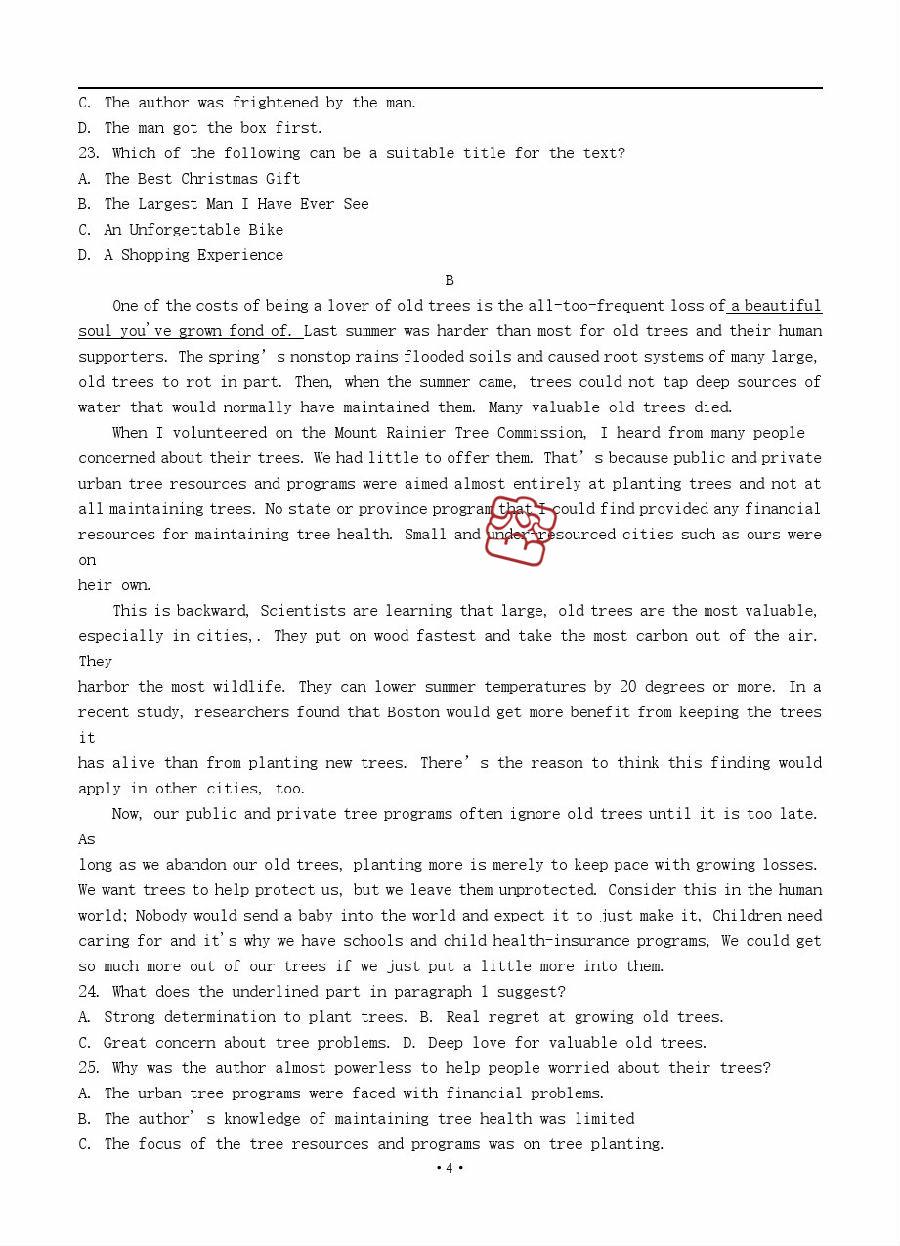 C. The author was frightened by the man.
D. The man got the box first.
23. Which of the following can be a suitable title for the text?
A. The Best Christmas Gift
B. The Largest Man I Have Ever See
C. An Unforgettable Bike
D. A Shopping Experience
B
One of the costs of being a lover of old trees is the all-too-frequent loss of a beautiful
soul you've grown fond of. Last summer was harder than most for old trees and their human
supporters. The spring's nonstop rains flooded soils and caused root systems of many large,
old trees to rot in part. Then, when the summer came, trees could not tap deep sources of
water that would normally have maintained them. Many valuable old trees died.
When I volunteered on the Mount Rainier Tree Commission, I heard from many people
concerned about their trees. We had little to offer them. That's because public and private
urban tree resources and programs were aimed almost entirely at planting trees and not at
all maintaining trees. No state or province program that I could find provided any financial
resources for maintaining tree health. Small and under-resourced cities such as ours were
on
heir own.
This is backward, Scientists are learning that large, old trees are the most valuable,
especially in cities,. They put on wood fastest and take the most carbon out of the air.
They
harbor the most wildlife. They can lower summer temperatures by 20 degrees or more. In a
recent study, researchers found that Boston would get more benefit from keeping the trees
it
has alive than from planting new trees. There's the reason to think this finding would
apply in other cities, too.
Now, our public and private tree programs often ignore old trees until it is too late.
As
long as we abandon our old trees, planting more is merely to keep pace with growing losses.
We want trees to help protect us, but we leave them unprotected. Consider this in the human
world: Nobody would send a baby into the world and expect it to just make it, Children need
caring for and it's why we have schools and child health-insurance programs, We could get
so much more out of our trees if we just put a little more into them.
24. What does the underlined part in paragraph 1 suggest?
A. Strong determination to plant trees. B. Real regret at growing old trees.
C. Great concern about tree problems. D. Deep love for valuable old trees.
25. Why was the author almost powerless to help people worried about their trees?
A. The urban tree programs were faced with financial problems.
B. The author's knowledge of maintaining tree health was limited
C. The focus of the tree resources and programs was on tree planting.
•4•